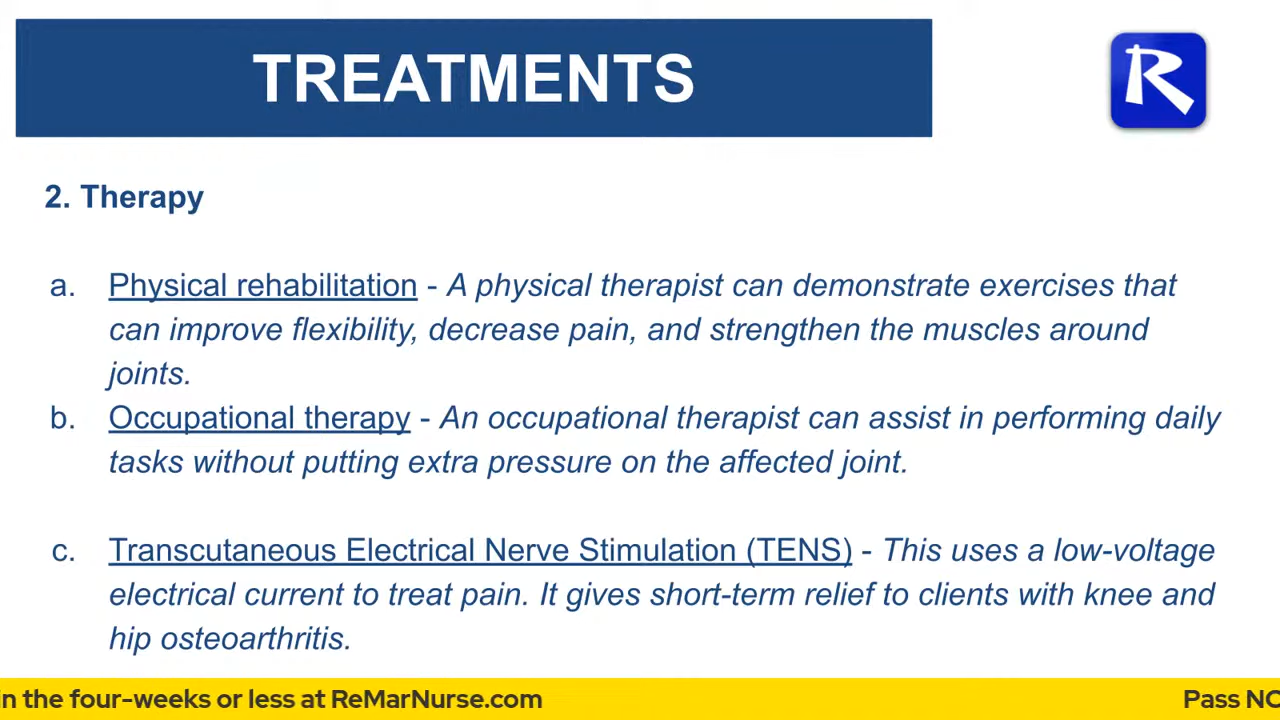 TREATMENTS
R
2. Therapy
a. Physical rehabilitation - A physical therapist can demonstrate exercises that
can improve flexibility, decrease pain, and strengthen the muscles around
joints.
b. Occupational therapy - An occupational therapist can assist in performing daily
tasks without putting extra pressure on the affected joint.
c. Transcutaneous Electrical Nerve Stimulation (TENS) - This uses a low-voltage
electrical current to treat pain. It gives short-term relief to clients with knee and
hip osteoarthritis.
in the four-weeks or less at ReMarNurse.com Pass NC